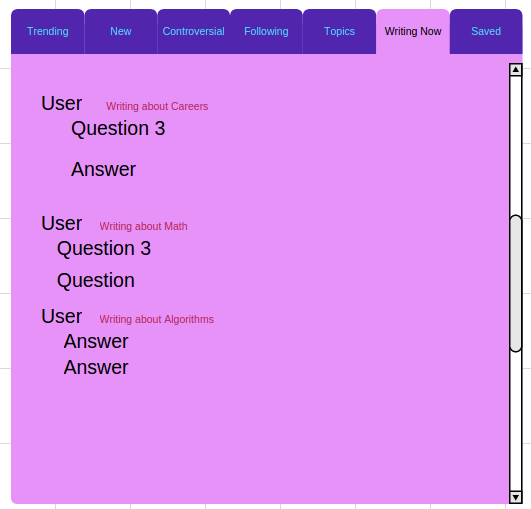 Trending New Controversial Following Topics Writing Now Saved
User Writing about Careers
Question 3
Answer
User Writing about Math
Question 3
Question
User Writing about Algorithms
Answer
Answer